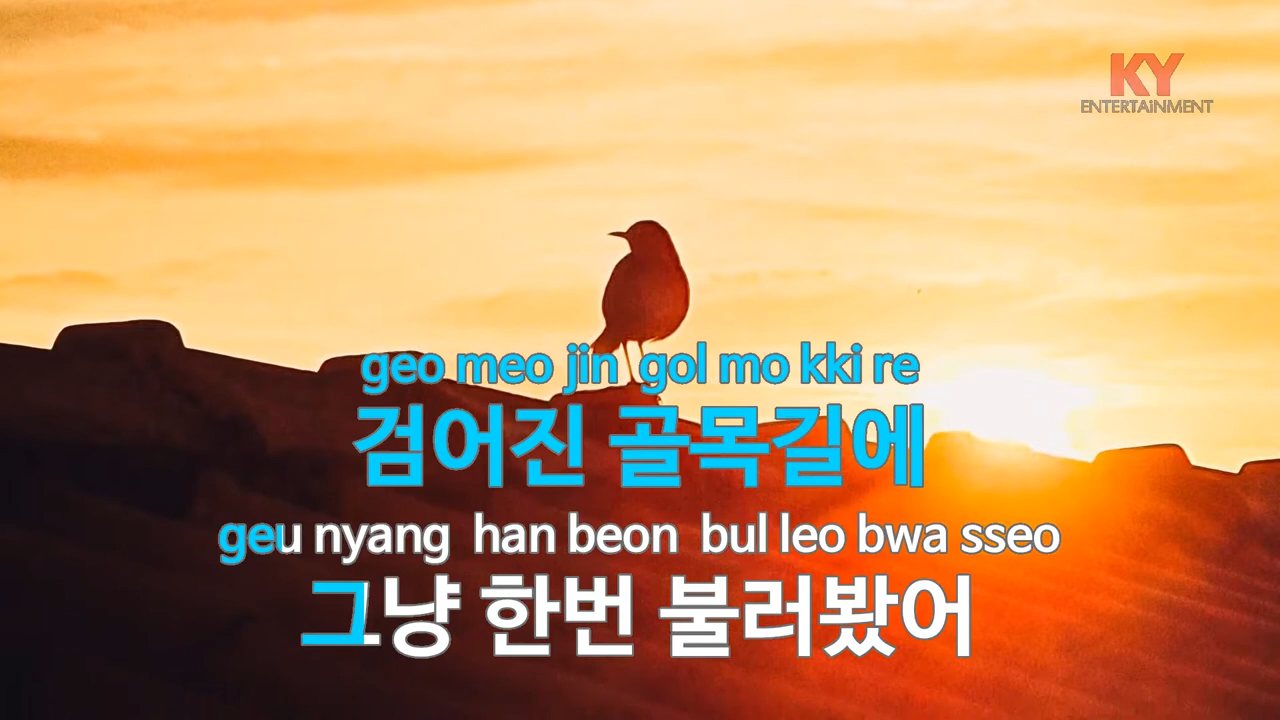 KY
ENTERTAiNMENT
geo meo jin gol mo kki re
검어진 골목길에
geu nyang han beon bul leo bwa sseo
그냥 한번 불러봤어